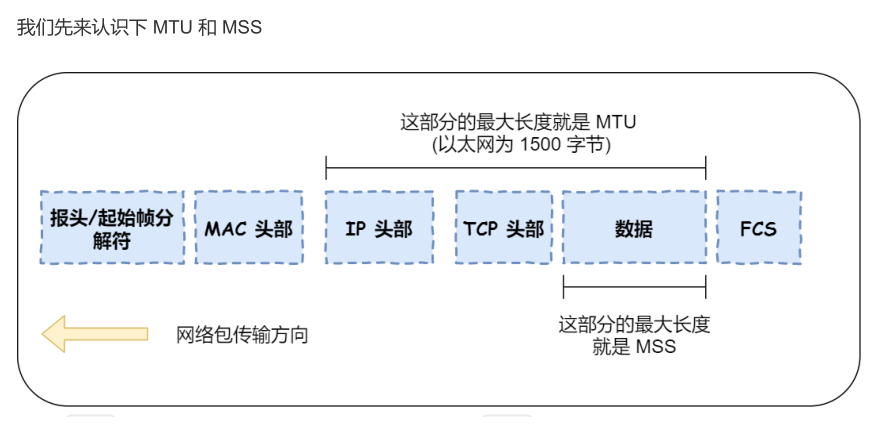 我们先来认识下 MTU 和 MSS
这部分的最大长度就是 MTU
(以太网为 1500 字节)
报头/起始帧分
解符
MAC 头部
IP 头部
TCP 头部
数据
FCS
这部分的最大长度
就是 MSS
网络包传输方向